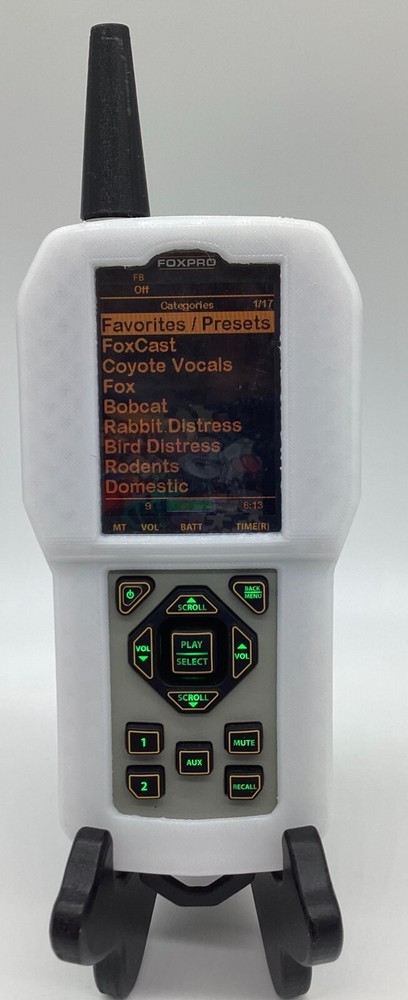 FOXPRO
FB
Off
Categories 1/17
Favorites / Presets
FoxCast
Coyote Vocals
Fox
Bobcat
Rabbit Distress
Bird Distress
Rodents
Domestic
9 6:13
MT VOL BATT TIME(R)
BACK
MENU
SCROLL
VOL
PLAY
SELECT
VOL
SCROLL
1
MUTE
AUX
2
RECALL